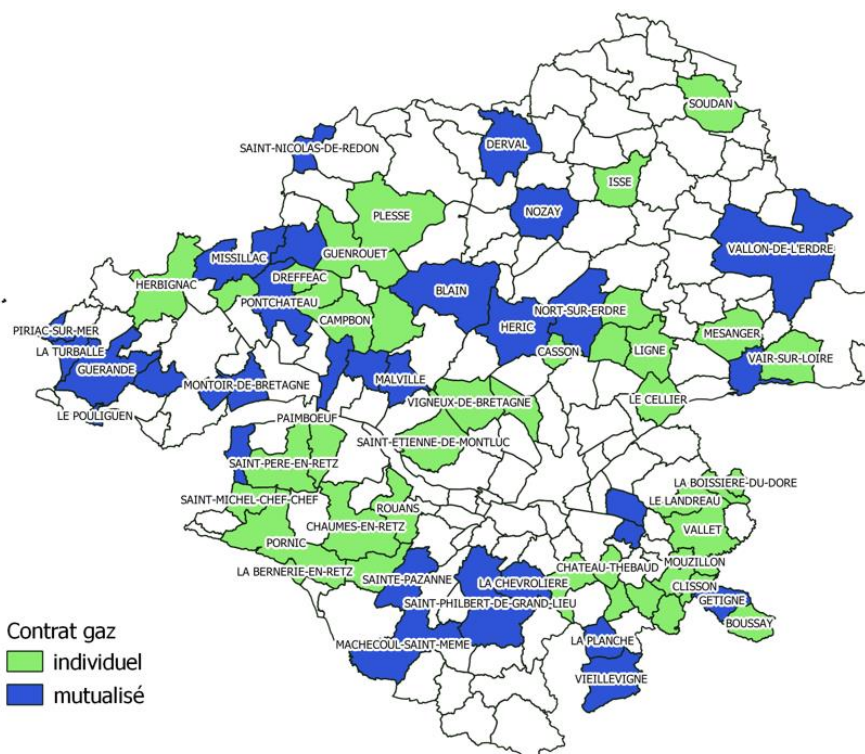 SOUDAN
DERVAL
SAINT-NICOLAS-DE-REDON
ISSE
NOZAY
PLESSE
VALLON-DE-L'ERDRE
GUENROUET
MISSILLAC
DREFFEAC
HERBIGNAC
BLAIN
PONTCHATEAU
NORT-SUR-ERDRE
CAMPBON
HERIC
PIRIAC-SUR-MER
MESANGER
LA TURBALLE
CASSON
LIGNE
VAIR-SUR-LOIRE
GUERANDE
MALVILLE
MONTOIR-DE-BRETAGNE
LE CELLIER
VIGNEUX-DE-BRETAGNE
LE POULIGUEN
PAIMBOEUF
SAINT-ETIENNE-DE-MONTLUC
SAINT-PERE-EN-RETZ
LA BOISSIERE-DU-DORE
SAINT-MICHEL-CHEF-CHEF
LE LANDREAU
ROUANS
CHAUMES-EN-RETZ
VALLET
PORNIC
MOUZILLON
CHATEAU-THEBAUD
LA BERNERIE-EN-RETZ
SAINTE-PAZANNE
LA CHEVROLIERE
CLISSON
SAINT-PHILBERT-DE-GRAND-LIEU
GETIGNE
BOUSSAY
LA PLANCHE
MACHECOUL-SAINT-MEME
VIEILLEVIGNE
Contrat gaz
individuel
mutualisé